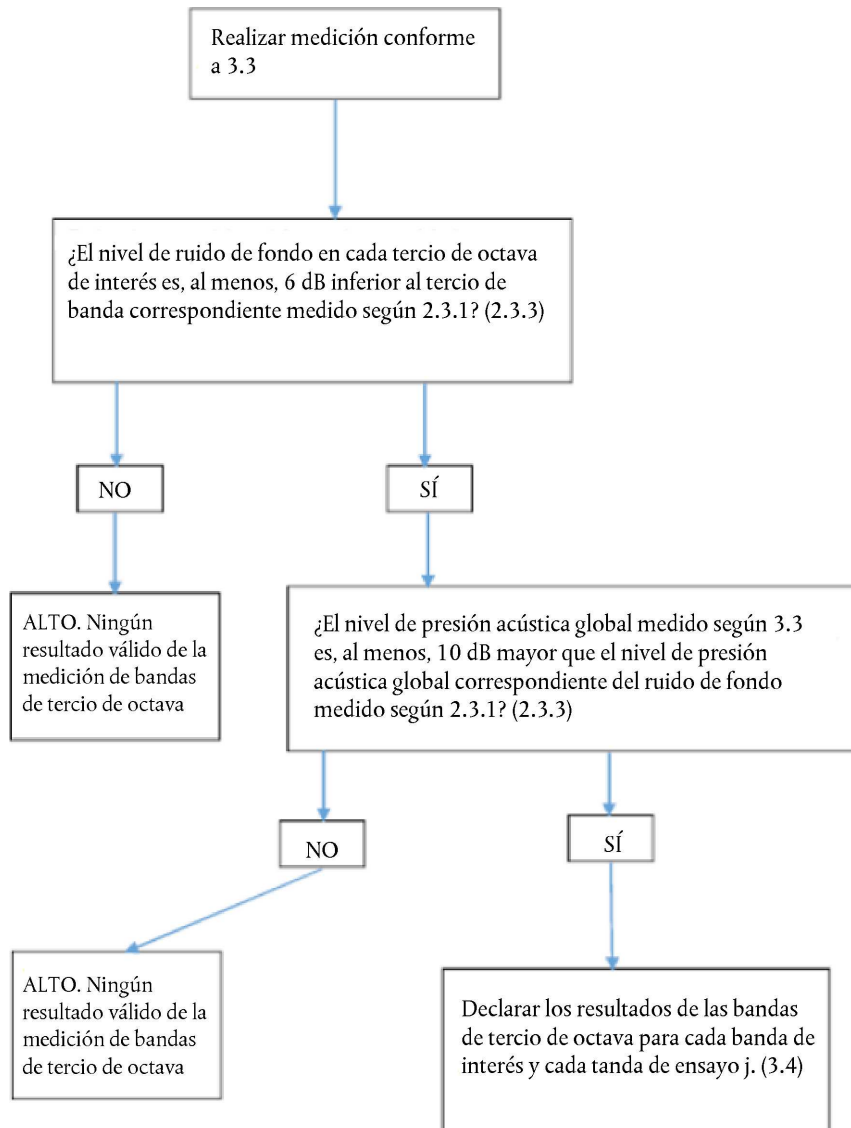 Realizar medición conforme
a 3.3
¿El nivel de ruido de fondo en cada tercio de octava
de interés es, al menos, 6 dB inferior al tercio de
banda correspondiente medido según 2.3.1? (2.3.3)
NO
SÍ
ALTO. Ningún
resultado válido de la
medición de bandas
de tercio de octava
¿El nivel de presión acústica global medido según 3.3
es, al menos, 10 dB mayor que el nivel de presión
acústica global correspondiente del ruido de fondo
medido según 2.3.1? (2.3.3)
NO
SÍ
ALTO. Ningún
resultado válido de la
medición de bandas
de tercio de octava
Declarar los resultados de las bandas
de tercio de octava para cada banda de
interés y cada tanda de ensayo j. (3.4)